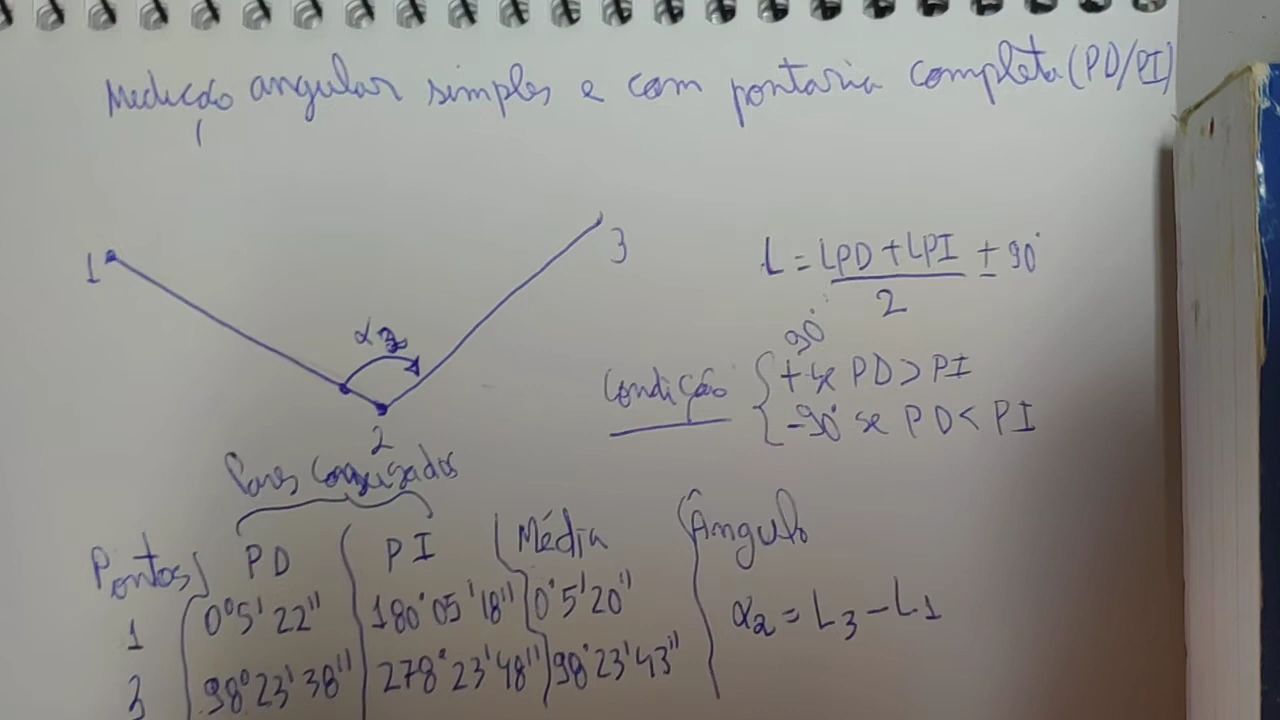 Medição angular simples e com pontaria completa (PD/PI)
1
3
α2
2
L = LPD + LPI ± 90°
2
90°
Condição { + se PD > PI
-90° se PD < PI
Pares Conjugados
Pontos PD PI Média Ângulo
1 0°5'22" 180°05'18" 0°5'20" α2 = L3 - L1
3 98°23'38" 278°23'48" 98°23'43"